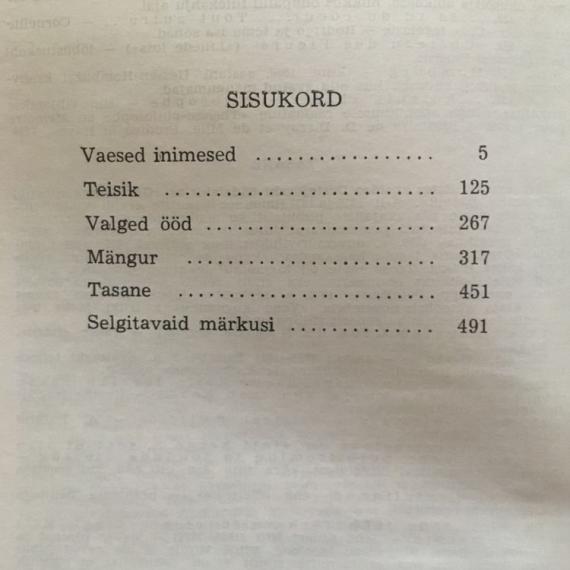 SISUKORD
Vaesed inimesed ................. 5
Teisik .......................... 125
Valged ööd ...................... 267
Mängur ........................ 317
Tasane ......................... 451
Selgitavaid märkusi .............. 491